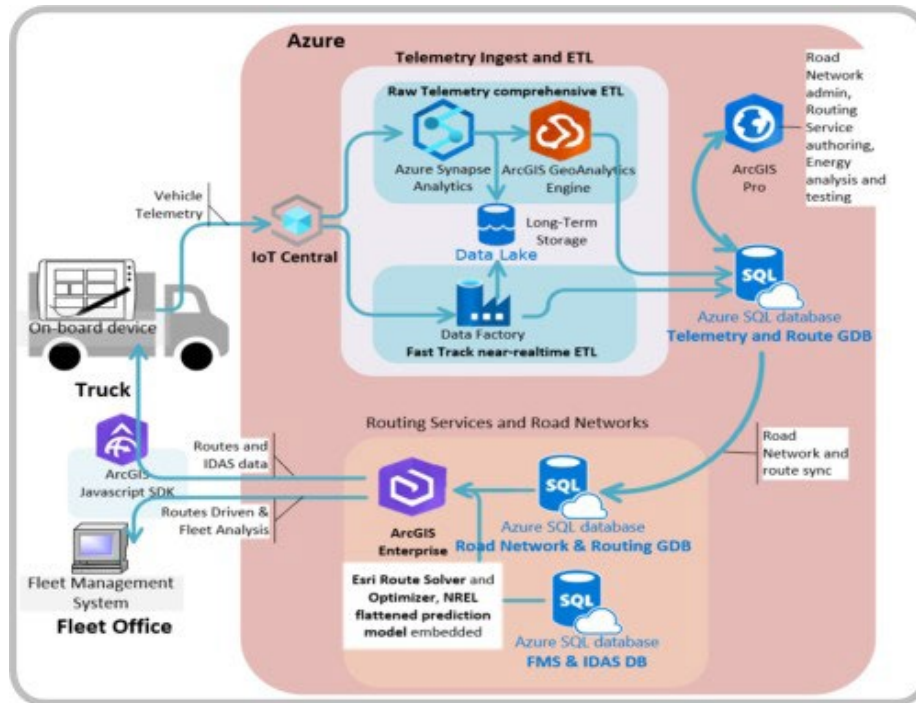 Azure
Telemetry Ingest and ETL
Raw Telemetry comprehensive ETL
Azure Synapse
Analytics
ArcGIS GeoAnalytics
Engine
Long-Term
Storage
Data Lake
Data Factory
Fast Track near-realtime ETL
Vehicle
Telemetry
IoT Central
On-board device
Truck
ArcGIS
Pro
Road
Network
admin,
Routing
Service
authoring,
Energy
analysis and
testing
SQL
Azure SQL database
Telemetry and Route GDB
Road
Network and
route sync
Routing Services and Road Networks
ArcGIS
Enterprise
SQL
Azure SQL database
Road Network & Routing GDB
Esri Route Solver and
Optimizer, NREL
flattened prediction
model embedded
SQL
Azure SQL database
FMS & IDAS DB
Routes and
IDAS data
ArcGIS
Javascript SDK
Routes Driven &
Fleet Analysis
Fleet Management
System
Fleet Office